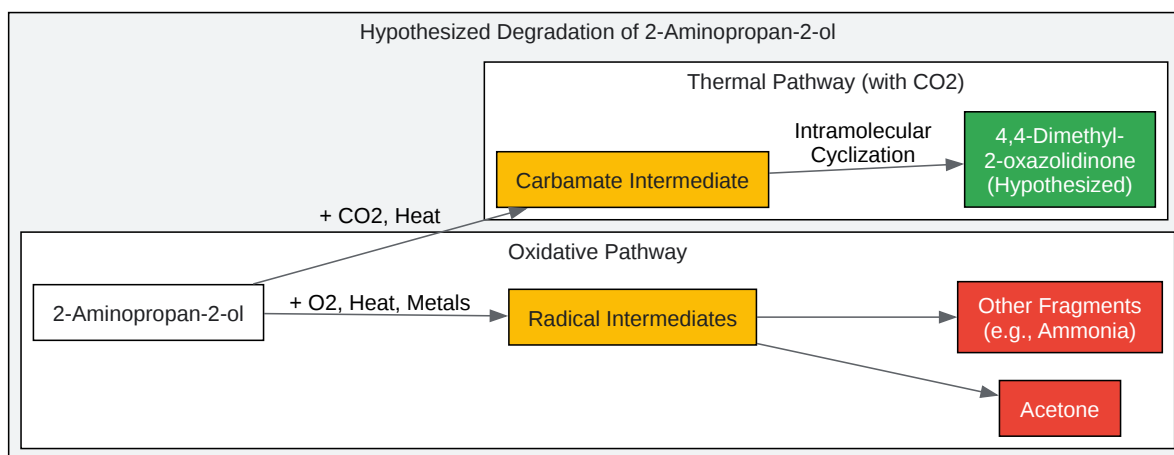 Hypothesized Degradation of 2-Aminopropan-2-ol
Thermal Pathway (with CO2)
Intramolecular
Cyclization
4,4-Dimethyl-
2-oxazolidinone
(Hypothesized)
Carbamate Intermediate
+ CO2, Heat
Oxidative Pathway
2-Aminopropan-2-ol
+ O2, Heat, Metals
Radical Intermediates
Other Fragments
(e.g., Ammonia)
Acetone